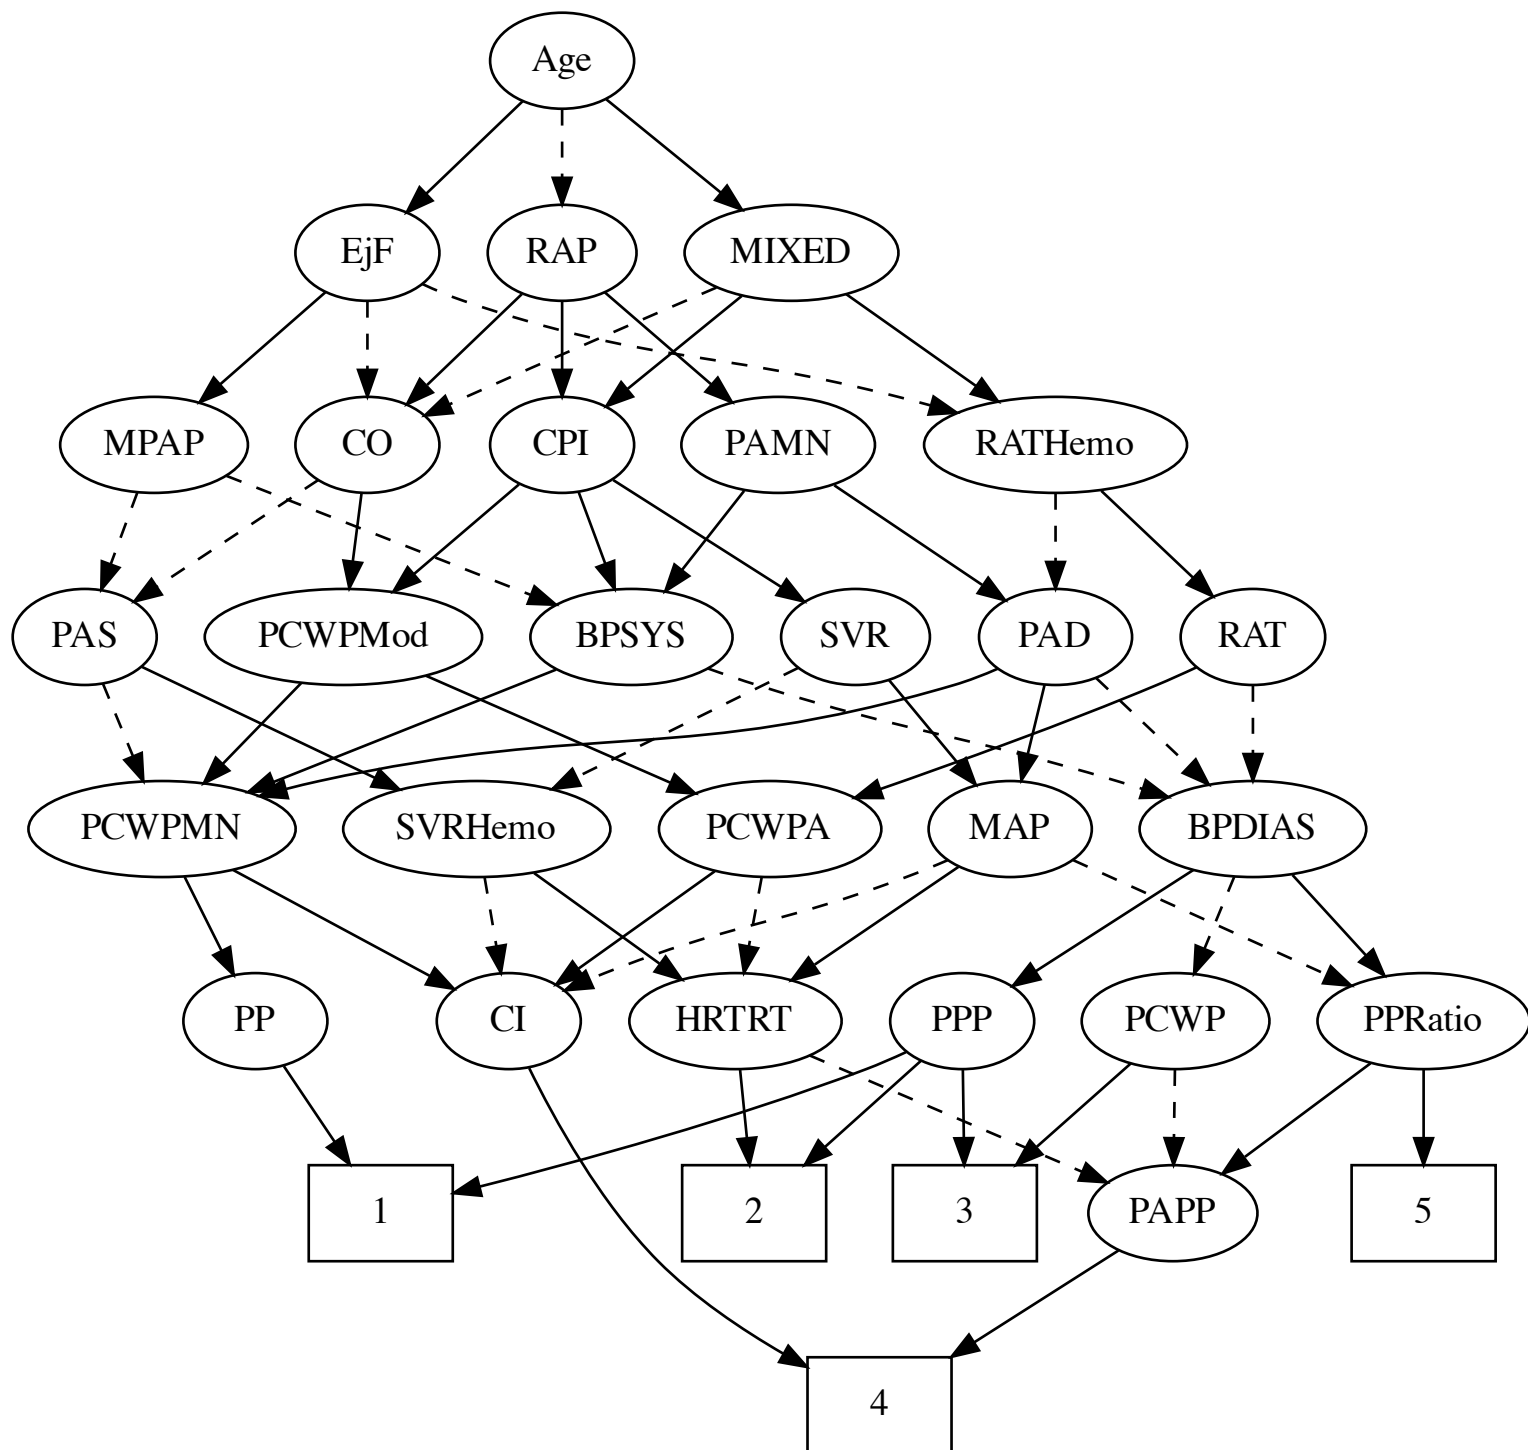 Age
EjF
RAP
MIXED
MPAP
CO
CPI
PAMN
RATHemo
PAS
PCWPMod
BPSYS
SVR
PAD
RAT
PCWPMN
SVRHemo
PCWPA
MAP
BPDIAS
PP
CI
HRTRT
PPP
PCWP
PPRatio
1
2
3
PAPP
5
4